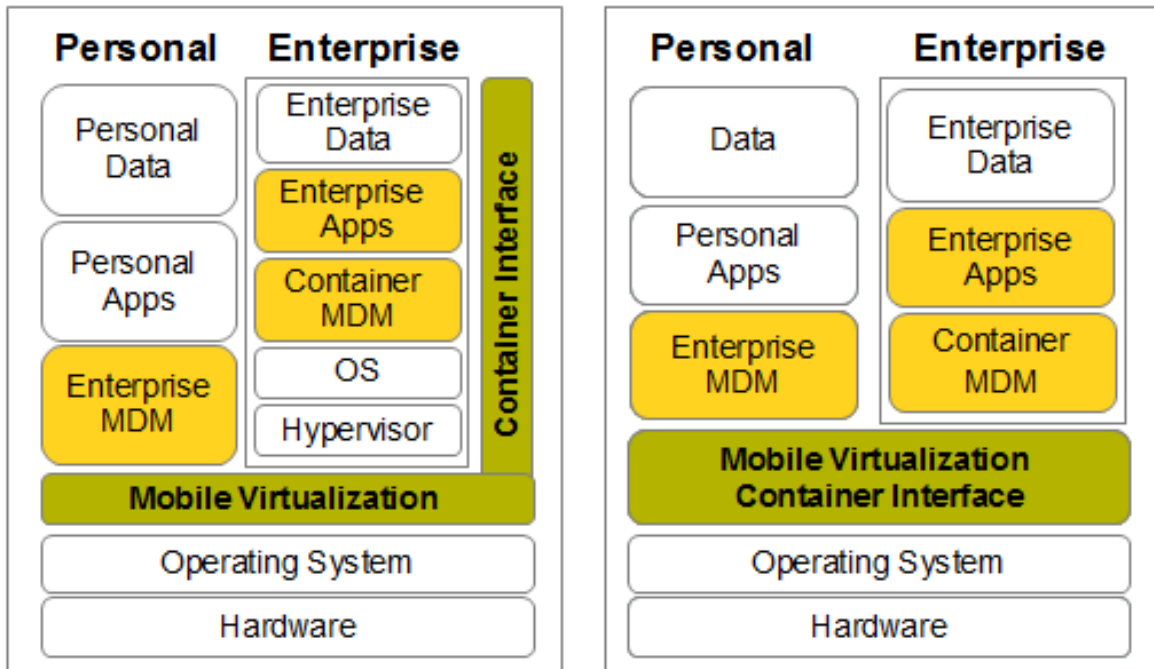 Personal
Enterprise
Personal
Data
Personal
Apps
Enterprise
MDM
Enterprise
Data
Enterprise
Apps
Container
MDM
OS
Hypervisor
Container Interface
Mobile Virtualization
Operating System
Hardware
Personal
Enterprise
Data
Personal
Apps
Enterprise
MDM
Enterprise
Data
Enterprise
Apps
Container
MDM
Mobile Virtualization
Container Interface
Operating System
Hardware